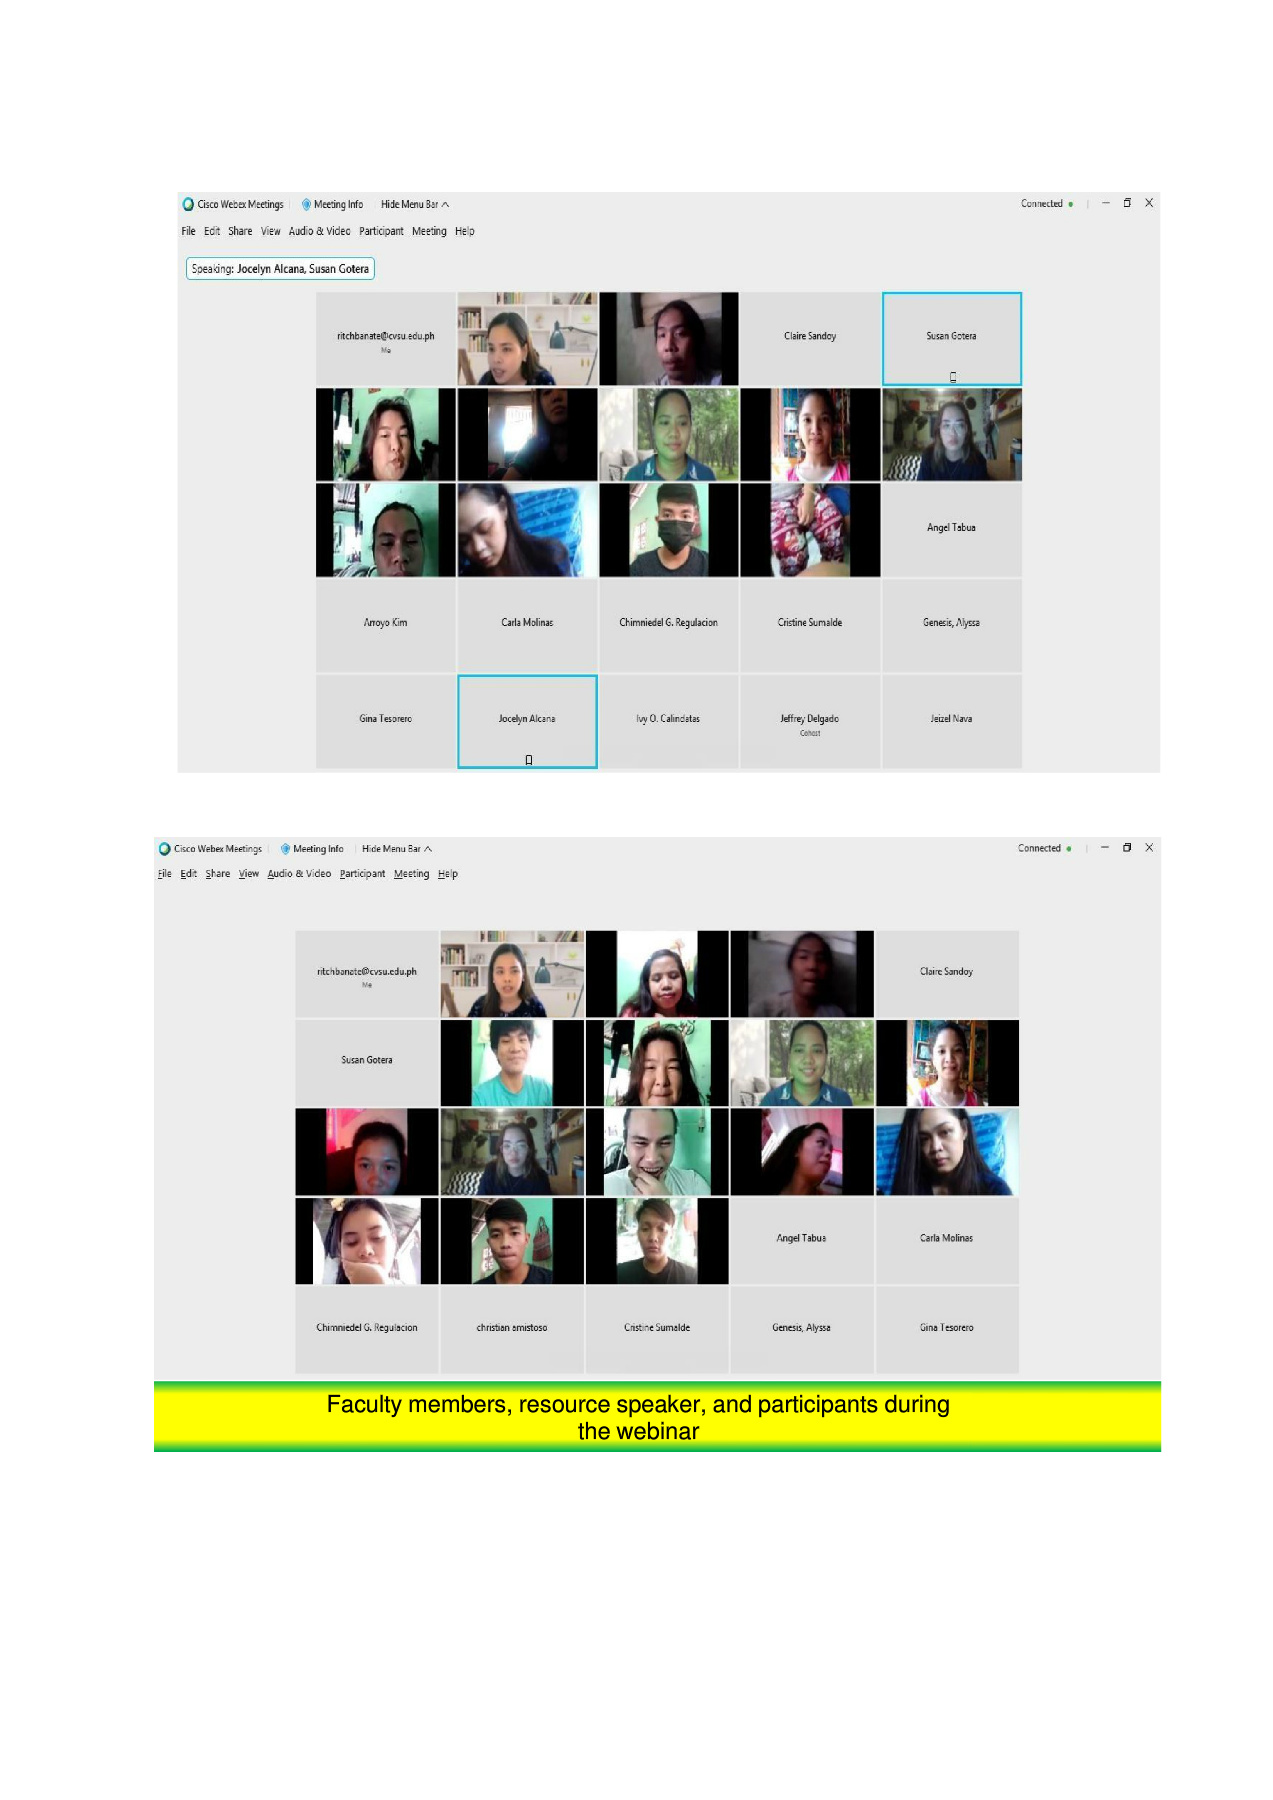 Cisco Webex Meetings Meeting Info Hide Menu Bar Connected
File Edit Share View Audio & Video Participant Meeting Help
Speaking: Jocelyn Alcana, Susan Gotera
ritchbanate@cvsu.edu.ph Claire Sandoy Susan Gotera
Me
Angel Tabua
Arroyo Kim Carla Molinas Chimniedel G. Regulacion Cristine Sumalde Genesis, Alyssa
Gina Tesorero Jocelyn Alcana Ivy O. Calindatas Jeffrey Delgado Jeizel Nava
Cohost
Cisco Webex Meetings Meeting Info Hide Menu Bar Connected
File Edit Share View Audio & Video Participant Meeting Help
ritchbanate@cvsu.edu.ph Claire Sandoy
Me
Susan Gotera
Angel Tabua Carla Molinas
Chimniedel G. Regulacion christian amistoso Cristine Sumalde Genesis, Alyssa Gina Tesorero
Faculty members, resource speaker, and participants during
the webinar